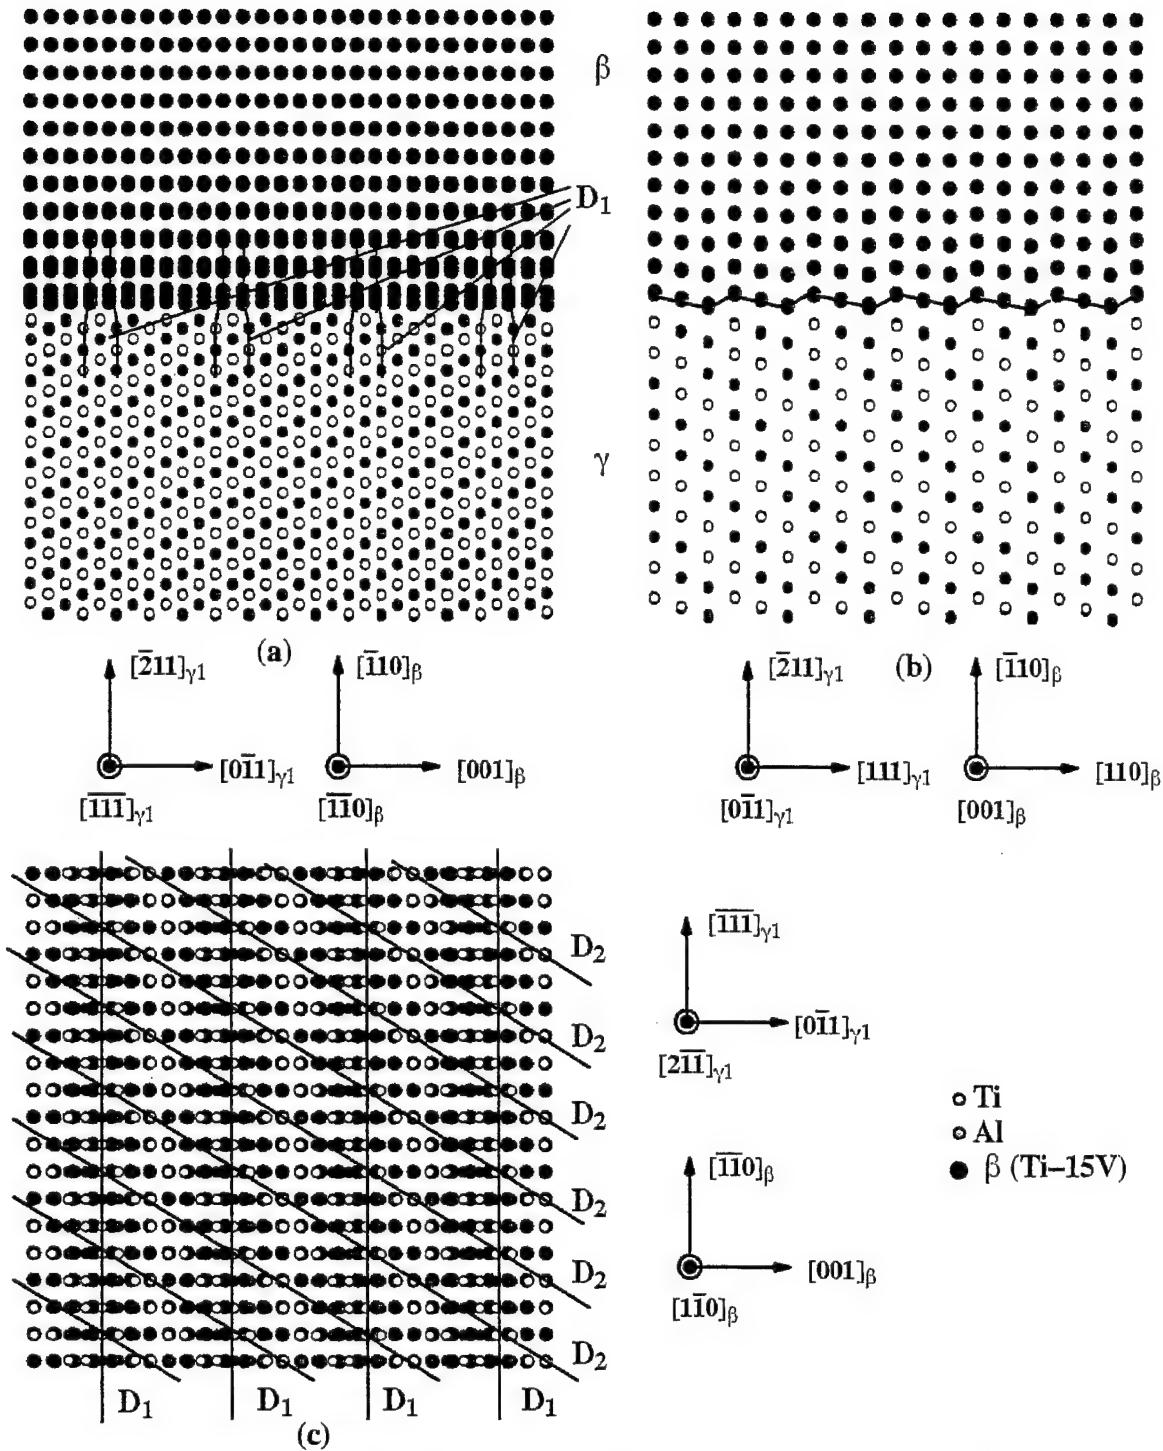 β
D₁
γ
(a)
[2̅11]γ1
[1̅10]β
[01̅1]γ1
[001]β
[1̅1̅1̅]γ1
[1̅1̅0]β
(b)
[2̅11]γ1
[1̅10]β
[111]γ1
[110]β
[01̅1]γ1
[001]β
D₂
D₂
D₂
D₂
D₂
D₂
D₁
D₁
D₁
D₁
(c)
[1̅1̅1̅]γ1
[01̅1]γ1
[21̅1̅]γ1
[1̅1̅0]β
[001]β
[11̅0]β
Ti
Al
β (Ti–15V)